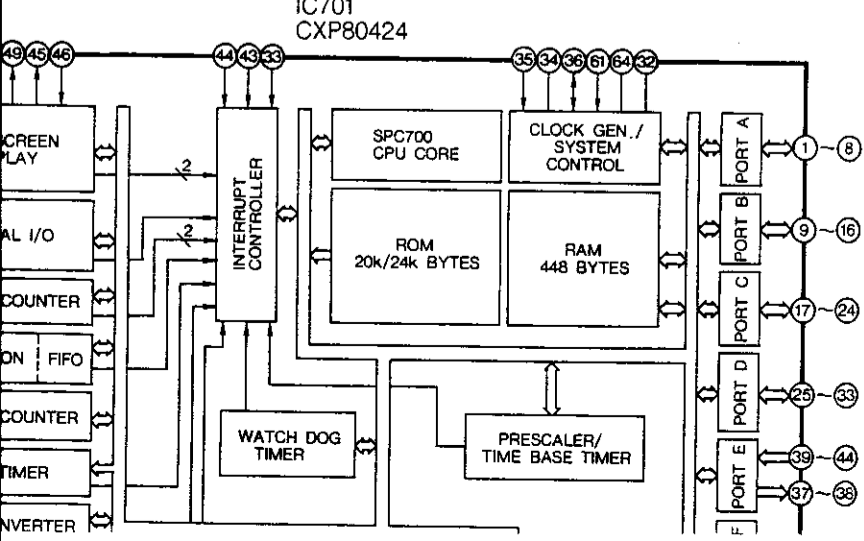 IC701
CXP80424
49 45 46 44 43 33 35 34 36 61 64 32
CREEN
PLAY
INTERRUPT
CONTROLLER
SPC700
CPU CORE
CLOCK GEN./
SYSTEM
CONTROL
PORT A
1 ~ 8
2
AL I/O
2
ROM
20k/24k BYTES
RAM
448 BYTES
PORT B
9 ~ 16
COUNTER
PORT C
17 ~ 24
ON FIFO
PORT D
25 ~ 33
COUNTER
WATCH DOG
TIMER
PRESCALER/
TIME BASE TIMER
PORT E
39 ~ 44
37 ~ 38
TIMER
NVERTER
F